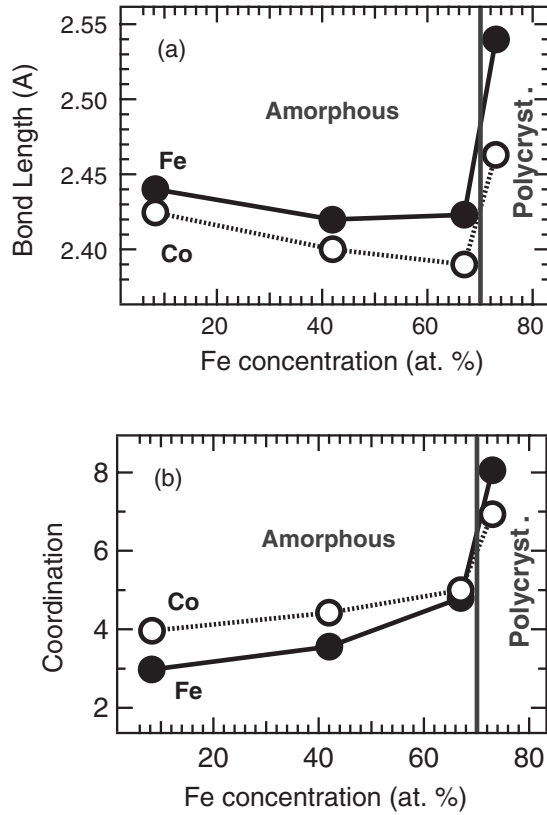 2.55
(a)
Amorphous
2.50
Polycryst.
Bond Length (A)
Fe
2.45
Co
2.40
20 40 60 80
Fe concentration (at. %)
8
(b)
Amorphous
6
Polycryst.
Coordination
Co
4
Fe
2
20 40 60 80
Fe concentration (at. %)